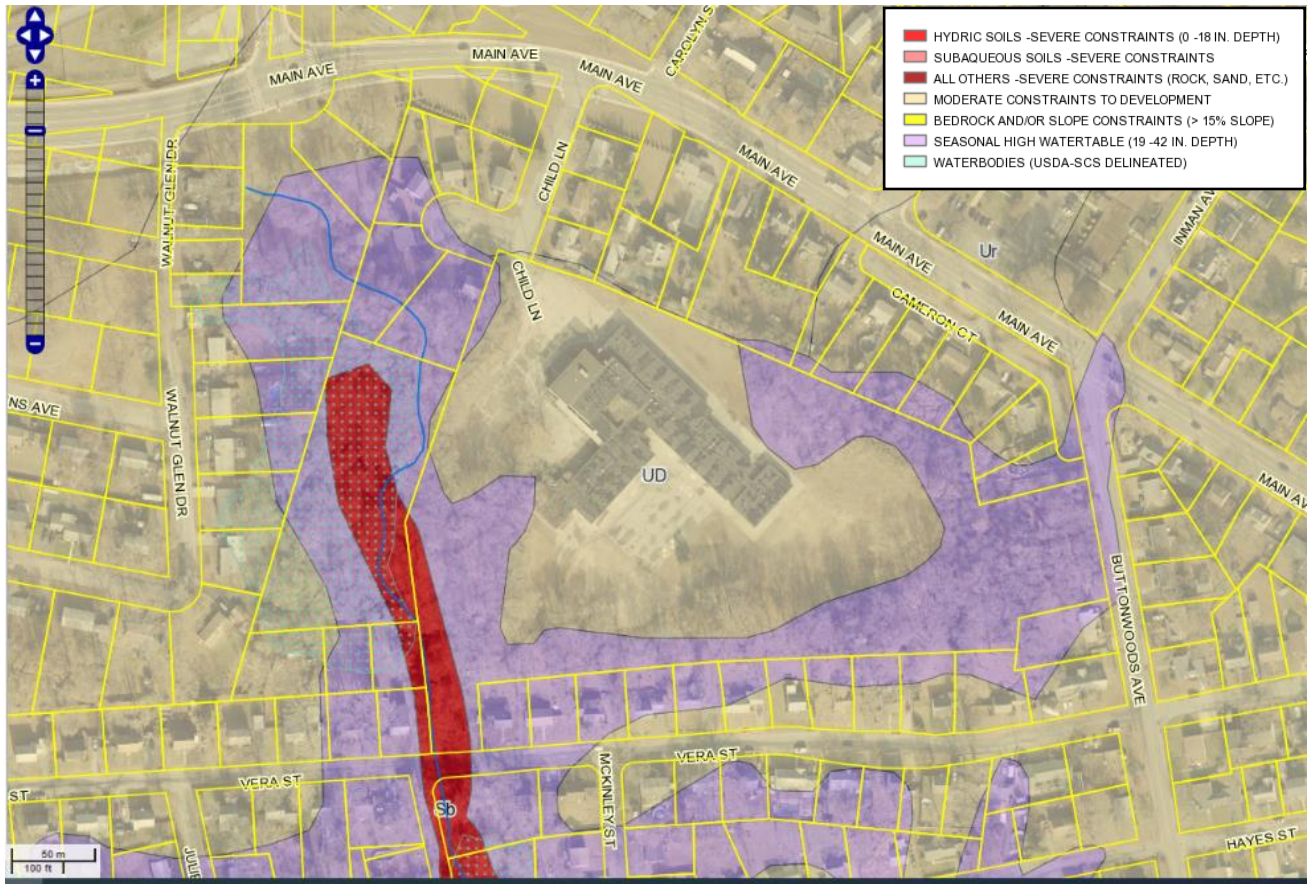 HYDRIC SOILS -SEVERE CONSTRAINTS (0 -18 IN. DEPTH)
SUBAQUEOUS SOILS -SEVERE CONSTRAINTS
ALL OTHERS -SEVERE CONSTRAINTS (ROCK, SAND, ETC.)
MODERATE CONSTRAINTS TO DEVELOPMENT
BEDROCK AND/OR SLOPE CONSTRAINTS (> 15% SLOPE)
SEASONAL HIGH WATERTABLE (19 -42 IN. DEPTH)
WATERBODIES (USDA-SCS DELINEATED)
MAIN AVE
MAIN AVE
MAIN AVE
CAROLYN S
WALNUT GLEN DR
CHILD LN
MAIN AVE
INMAN AV
MAIN AVE
Ur
CHILD LN
CAMERON CT
MAIN AVE
NS AVE
WALNUT GLEN DR
UD
MAIN AV
BUTTONWOODS AVE
VERA ST
MCKINLEY ST
VERA ST
ST
Sb
HAYES ST
JULIE
50 m
100 ft